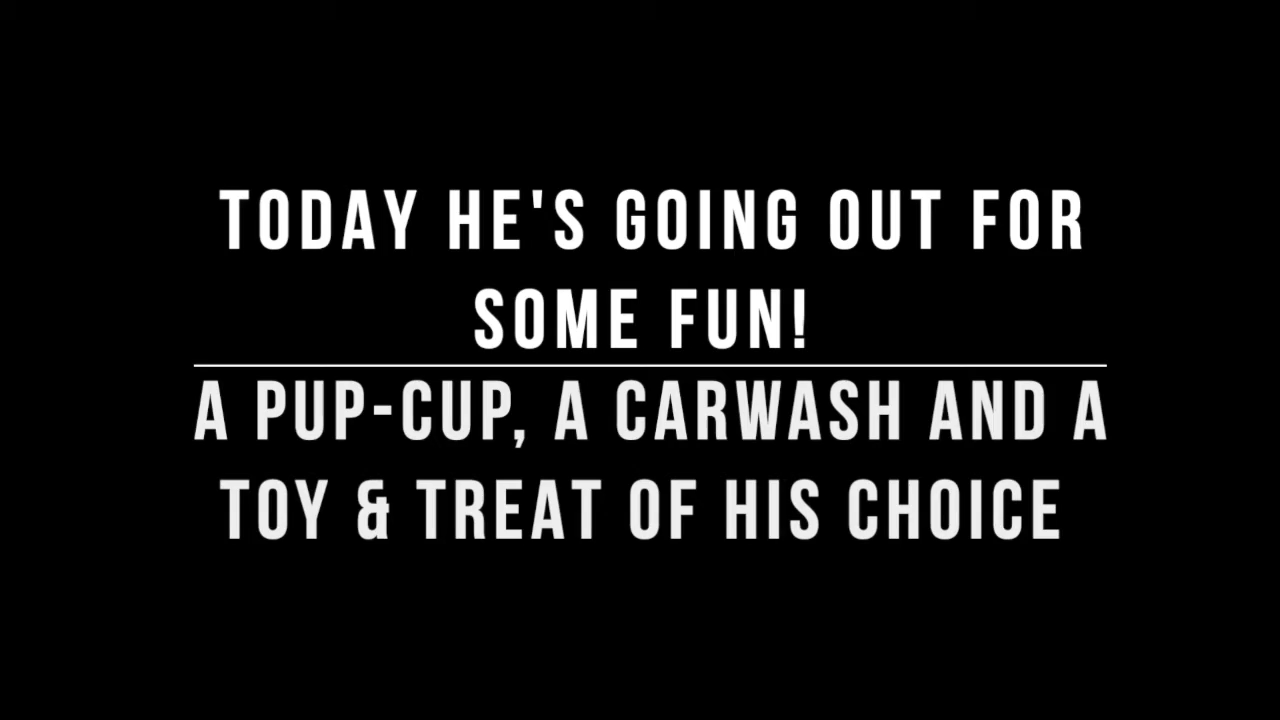 TODAY HE'S GOING OUT FOR
SOME FUN!
A PUP-CUP, A CARWASH AND A
TOY & TREAT OF HIS CHOICE